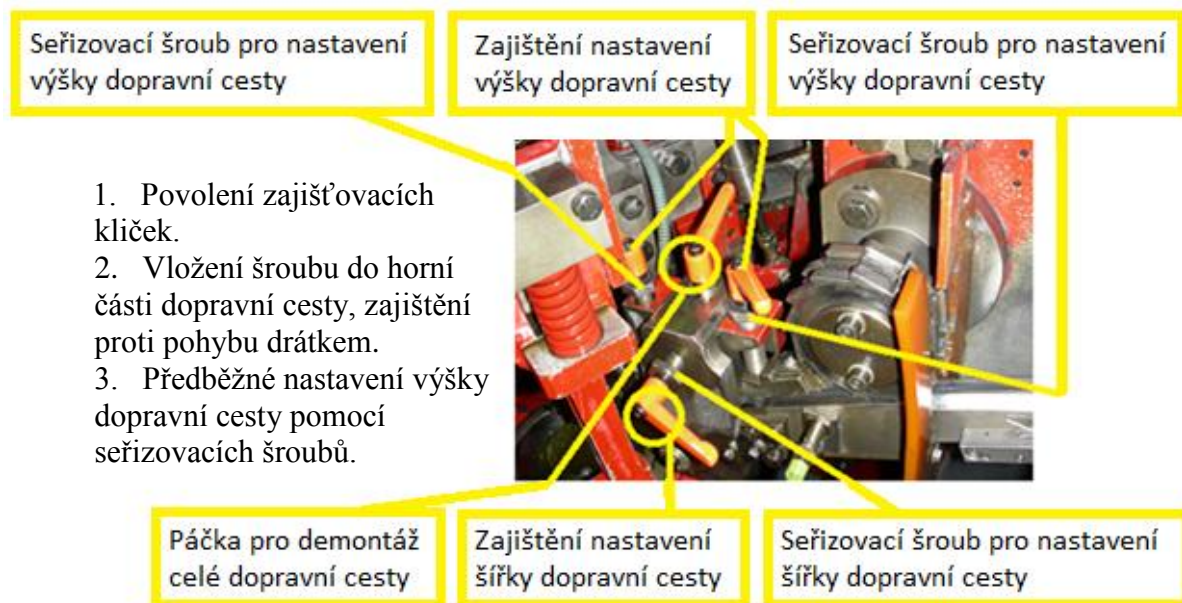 Seřizovací šroub pro nastavení
výšky dopravní cesty
Zajištění nastavení
výšky dopravní cesty
Seřizovací šroub pro nastavení
výšky dopravní cesty
1. Povolení zajišťovacích
kliček.
2. Vložení šroubu do horní
části dopravní cesty, zajištění
proti pohybu drátkem.
3. Předběžné nastavení výšky
dopravní cesty pomocí
seřizovacích šroubů.
Páčka pro demontáž
celé dopravní cesty
Zajištění nastavení
šířky dopravní cesty
Seřizovací šroub pro nastavení
šířky dopravní cesty